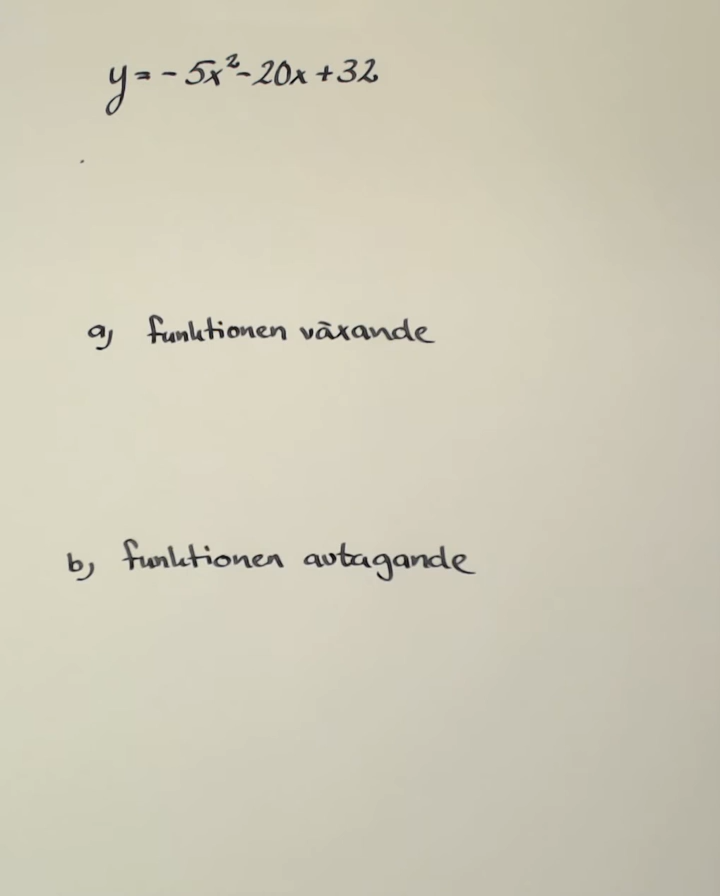 y = -5x²-20x+32
a) funktionen växande
b) funktionen avtagande